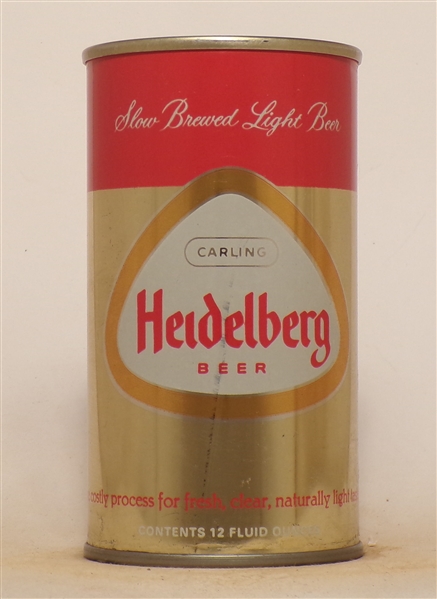 Slow Brewed Light Beer
CARLING
Heidelberg
BEER
costly process for fresh, clear, naturally light
CONTENTS 12 FLUID